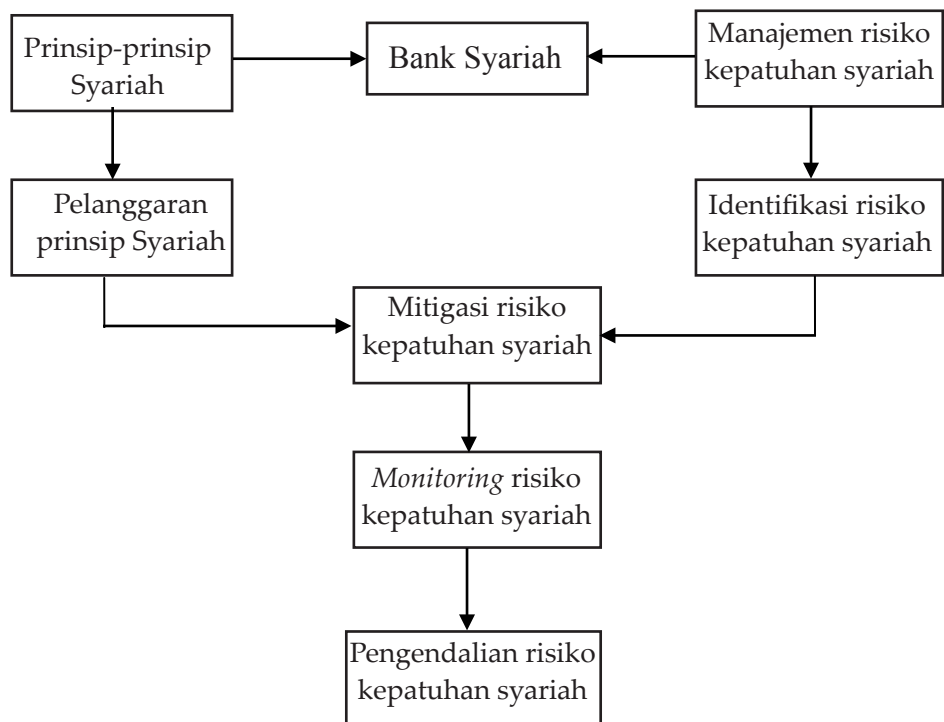 Prinsip-prinsip
Syariah
Bank Syariah
Manajemen risiko
kepatuhan syariah
Pelanggaran
prinsip Syariah
Identifikasi risiko
kepatuhan syariah
Mitigasi risiko
kepatuhan syariah
Monitoring risiko
kepatuhan syariah
Pengendalian risiko
kepatuhan syariah